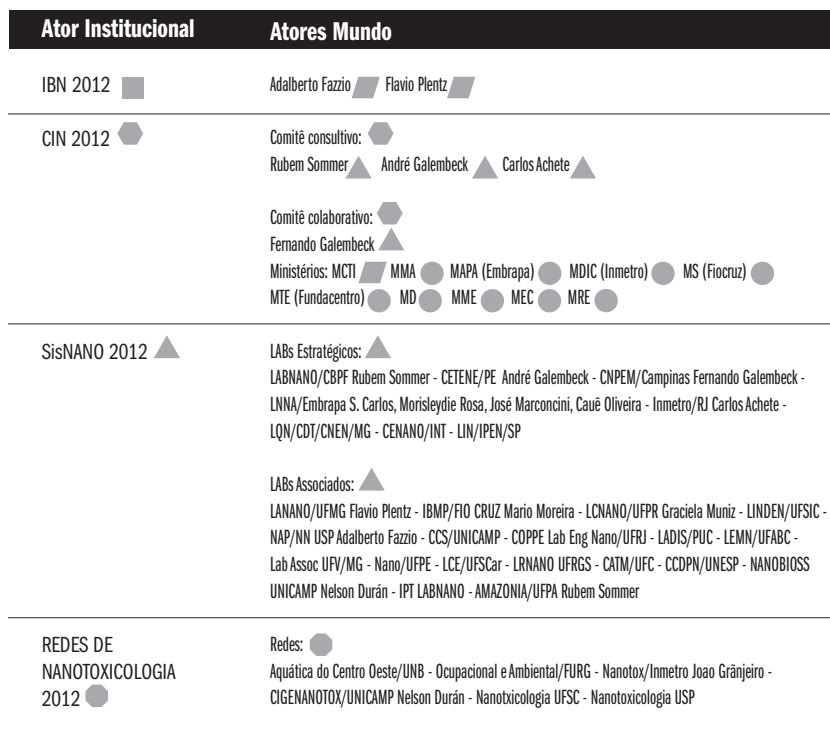 Ator Institucional Atores Mundo
IBN 2012 Adalberto Fazzio Flavio Plentz
CIN 2012 Comitê consultivo:
Rubem Sommer André Galembeck Carlos Achete
Comitê colaborativo:
Fernando Galembeck
Ministérios: MCTI MMA MAPA (Embrapa) MDIC (Inmetro) MS (Fiocruz)
MTE (Fundacentro) MD MME MEC MRE
SisNANO 2012 LABs Estratégicos:
LABNANO/CBPF Rubem Sommer - CETENE/PE André Galembeck - CNPEM/Campinas Fernando Galembeck -
LNNA/Embrapa S. Carlos, Morisleydie Rosa, José Marconcini, Cauê Oliveira - Inmetro/RJ Carlos Achete -
LQN/CDT/CNEN/MG - CENANO/INT - LIN/IPEN/SP
LABs Associados:
LANANO/UFMG Flavio Plentz - IBMP/FIO CRUZ Mario Moreira - LCNANO/UFPR Graciela Muniz - LINDEN/UFSIC -
NAP/NN USP Adalberto Fazzio - CCS/UNICAMP - COPPE Lab Eng Nano/UFRJ - LADIS/PUC - LEMN/UFABC -
Lab Assoc UFV/MG - Nano/UFPE - LCE/UFSCar - LRNANO UFRGS - CATM/UFC - CCDPN/UNESP - NANOBIOSS
UNICAMP Nelson Durán - IPT LABNANO - AMAZONIA/UFPA Rubem Sommer
REDES DE
NANOTOXICOLOGIA
2012
Redes:
Aquática do Centro Oeste/UNB - Ocupacional e Ambiental/FURG - Nanotox/Inmetro Joao Grãnjeiro -
CIGENANOTOX/UNICAMP Nelson Durán - Nanotxicologia UFSC - Nanotoxicologia USP